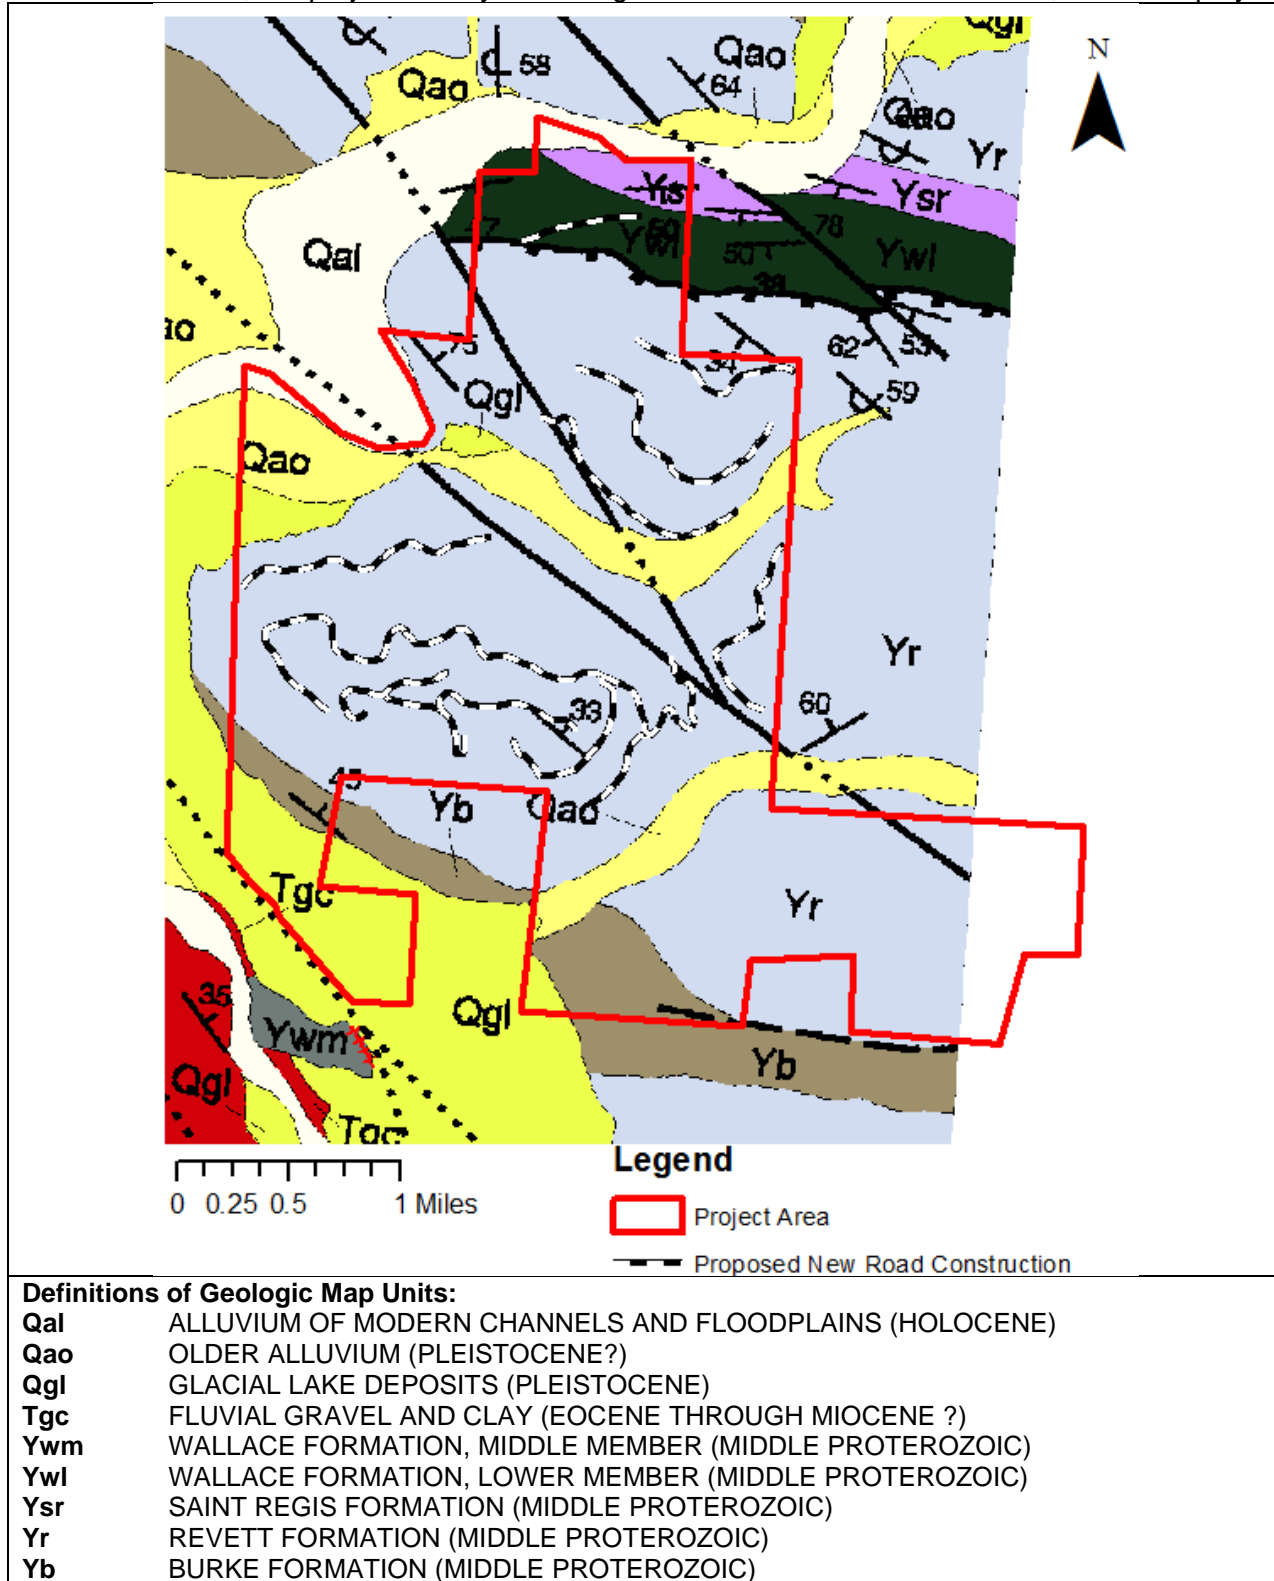 N
Qgl
Qao
58
Qao
64
Qao
Yr
Ysr
Ys
78
Ywl
Ywl
50
Qal
ao
75
34
62
53
59
Qgl
Qao
Yr
33
60
45
Yb
Qao
Tgc
Yr
35
Qgl
Ywm
Yb
Qgl
Tgc
Legend
0 0.25 0.5 1 Miles
Project Area
Proposed New Road Construction
Definitions of Geologic Map Units:
Qal ALLUVIUM OF MODERN CHANNELS AND FLOODPLAINS (HOLOCENE)
Qao OLDER ALLUVIUM (PLEISTOCENE?)
Qgl GLACIAL LAKE DEPOSITS (PLEISTOCENE)
Tgc FLUVIAL GRAVEL AND CLAY (EOCENE THROUGH MIOCENE ?)
Ywm WALLACE FORMATION, MIDDLE MEMBER (MIDDLE PROTEROZOIC)
Ywl WALLACE FORMATION, LOWER MEMBER (MIDDLE PROTEROZOIC)
Ysr SAINT REGIS FORMATION (MIDDLE PROTEROZOIC)
Yr REVETT FORMATION (MIDDLE PROTEROZOIC)
Yb BURKE FORMATION (MIDDLE PROTEROZOIC)